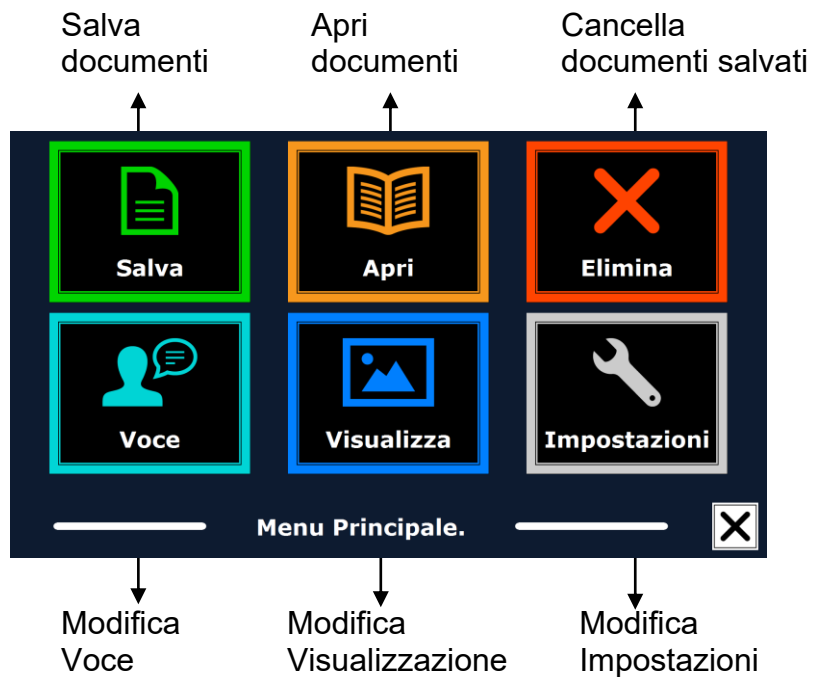 Salva
documenti
Apri
documenti
Cancella
documenti salvati
Salva
Apri
Elimina
Voce
Visualizza
Impostazioni
Menu Principale.
Modifica
Voce
Modifica
Visualizzazione
Modifica
Impostazioni